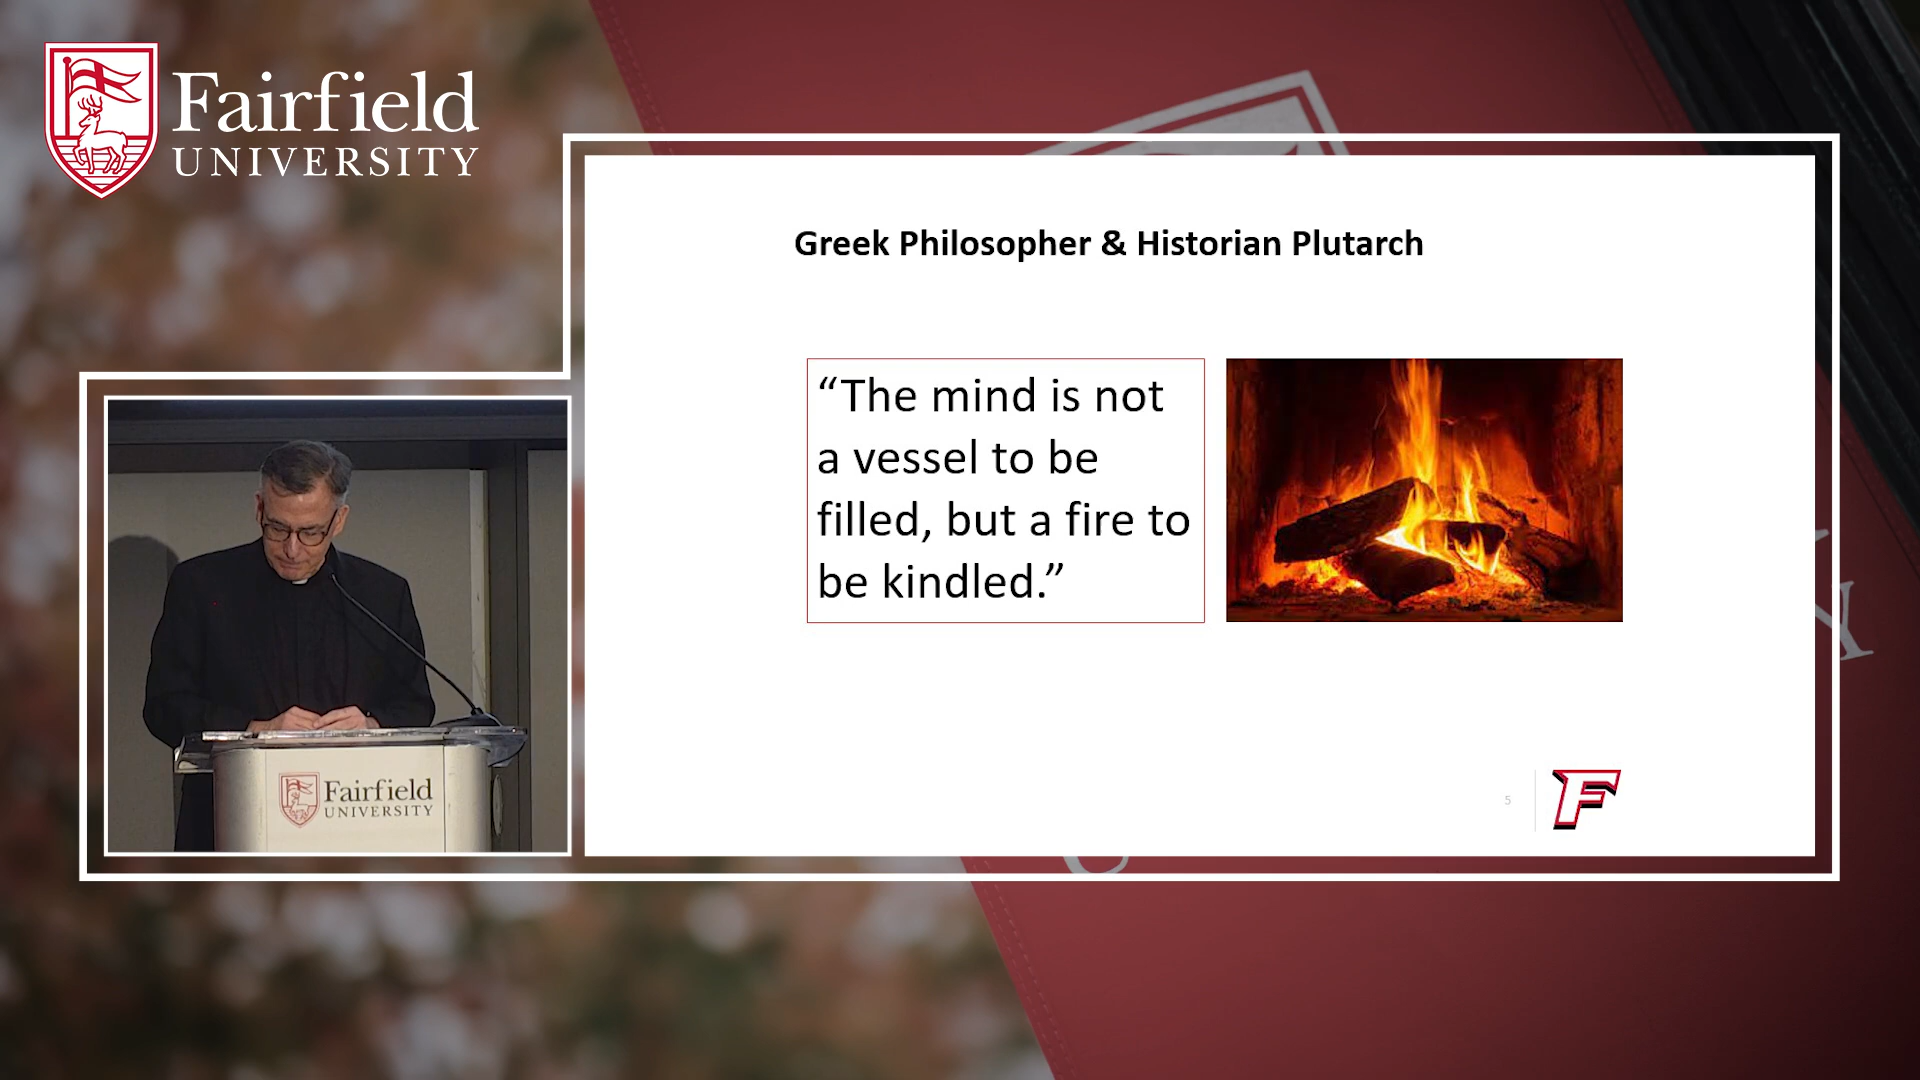 Fairfield
UNIVERSITY
Greek Philosopher & Historian Plutarch
“The mind is not
a vessel to be
filled, but a fire to
be kindled.”
5
F
Fairfield
UNIVERSITY
Y